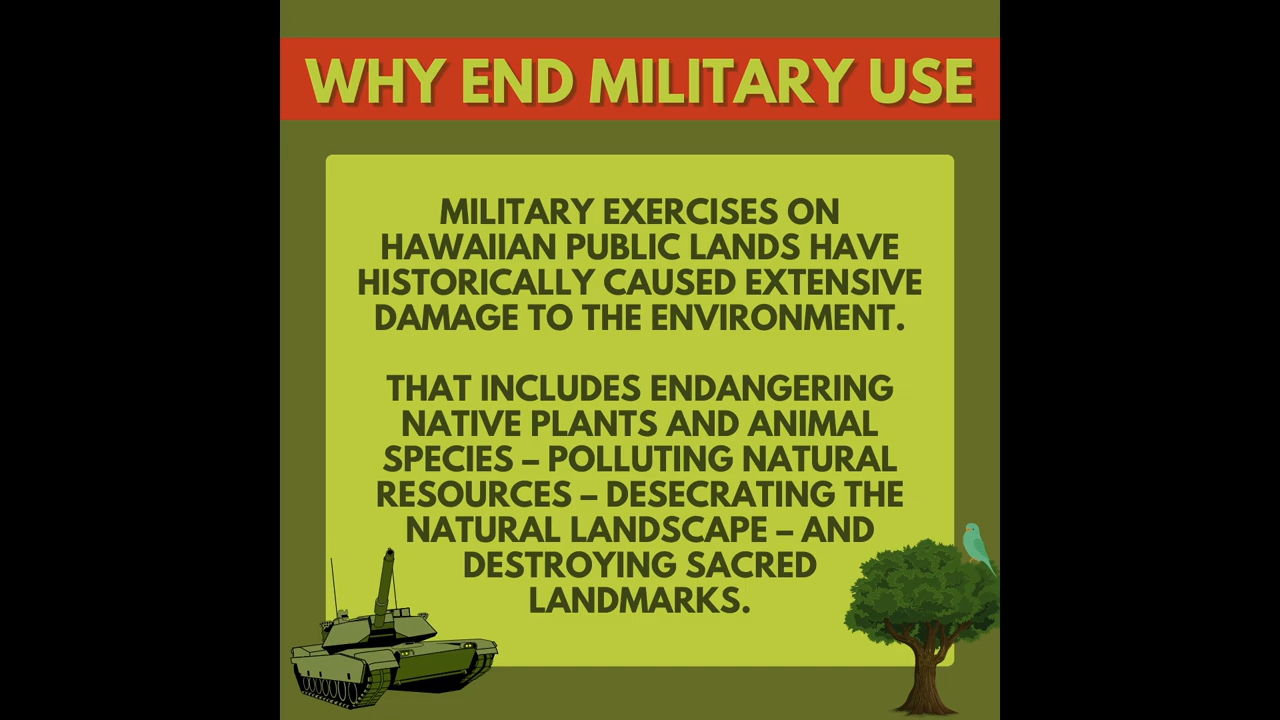 WHY END MILITARY USE
MILITARY EXERCISES ON
HAWAIIAN PUBLIC LANDS HAVE
HISTORICALLY CAUSED EXTENSIVE
DAMAGE TO THE ENVIRONMENT.
THAT INCLUDES ENDANGERING
NATIVE PLANTS AND ANIMAL
SPECIES – POLLUTING NATURAL
RESOURCES – DESECRATING THE
NATURAL LANDSCAPE – AND
DESTROYING SACRED
LANDMARKS.